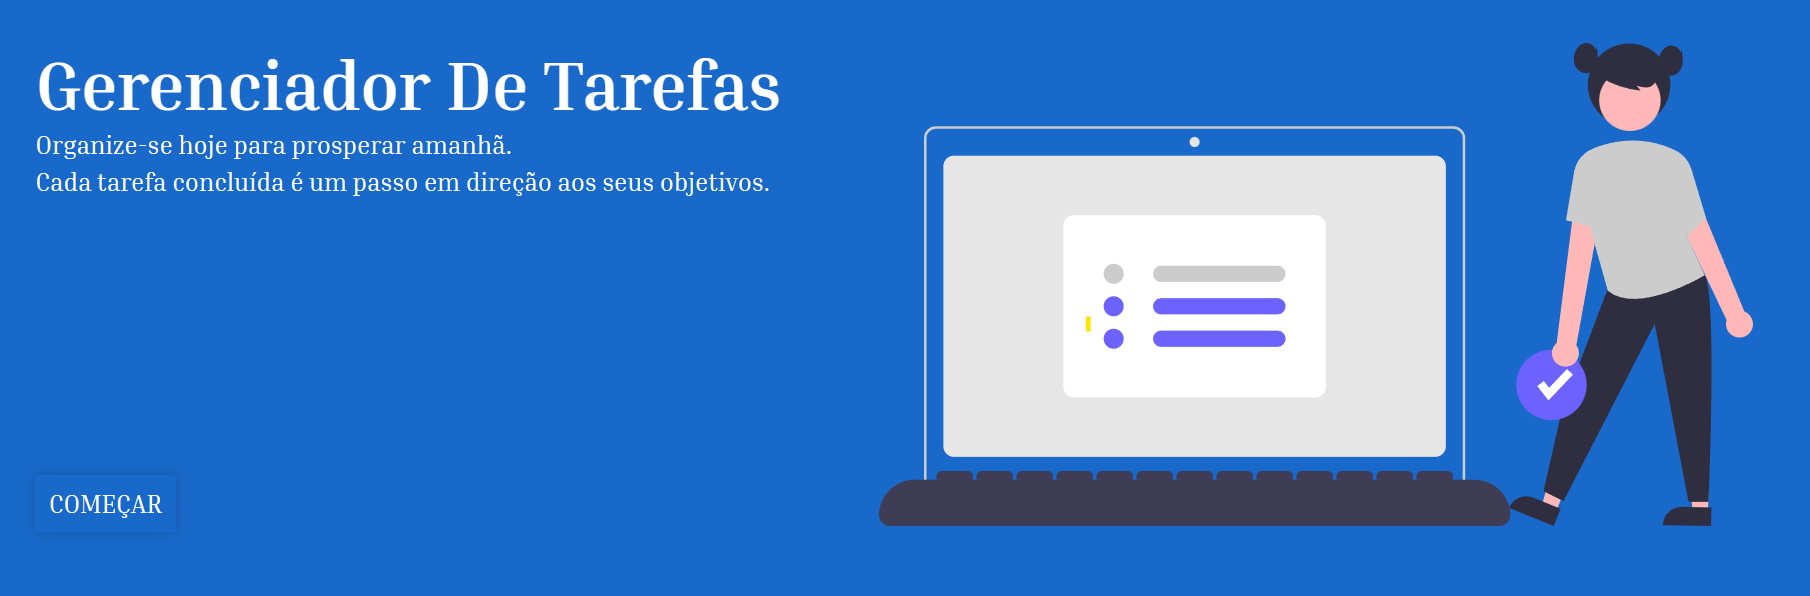 Gerenciador De Tarefas
Organize-se hoje para prosperar amanhã.
Cada tarefa concluída é um passo em direção aos seus objetivos.
COMEÇAR